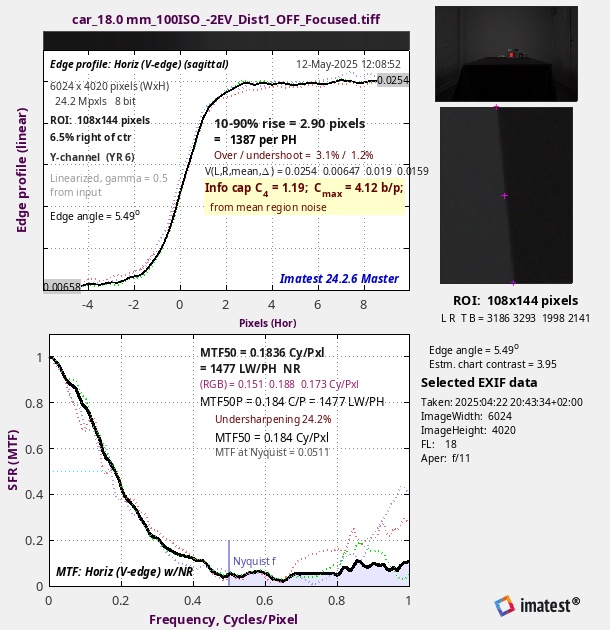 car_18.0 mm_100ISO_-2EV_Dist1_OFF_Focused.tiff
Edge profile: Horiz (V-edge) (sagittal)
12-May-2025 12:08:52
6024 x 4020 pixels (WxH)
24.2 Mpxls  8 bit
ROI:  108x144 pixels
6.5% right of ctr
Y-channel  (YR 6)
Linearized, gamma = 0.5
from input
Edge angle = 5.49º
0.0254
10-90% rise = 2.90 pixels
=  1387 per PH
Over / undershoot =  3.1% /  1.2%
V(L,R,mean,Δ) = 0.0254  0.00647  0.019  0.0159
Info cap C4 = 1.19;  Cmax = 4.12 b/p;
from mean region noise
Imatest 24.2.6 Master
0.00658
Edge profile (linear)
-4 -2 0 2 4 6 8
Pixels (Hor)
ROI:  108x144 pixels
L R  T B = 3186 3293  1998 2141
Edge angle = 5.49º
Estm. chart contrast = 3.95
Selected EXIF data
Taken: 2025:04:22 20:43:34+02:00
ImageWidth:  6024
ImageHeight:  4020
FL:   18
Aper:  f/11
MTF50 = 0.1836 Cy/Pxl
= 1477 LW/PH  NR
(RGB) = 0.151  0.188  0.173 Cy/Pxl
MTF50P = 0.184 C/P = 1477 LW/PH
Undersharpening 24.2%
MTF50 = 0.184 Cy/Pxl
MTF at Nyquist = 0.0511
Nyquist f
MTF: Horiz (V-edge) w/NR
SFR (MTF)
1
0.8
0.6
0.4
0.2
0
0 0.2 0.4 0.6 0.8 1
Frequency, Cycles/Pixel
imatest®